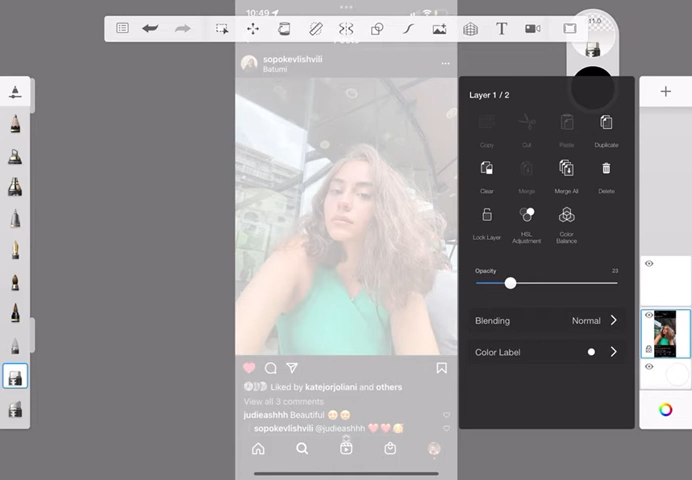 10:49
11.0
T
sopokevlishvili
Batumi
Layer 1 / 2
Copy
Cut
Paste
Duplicate
Clear
Merge
Merge All
Delete
Lock Layer
HSL
Adjustment
Color
Balance
Opacity
23
Blending
Normal
Color Label
Liked by katejorjoliani and others
View all 3 comments
judieashhh Beautiful 🥹🥹
sopokevlishvili @judieashhh ❤️❤️🥰